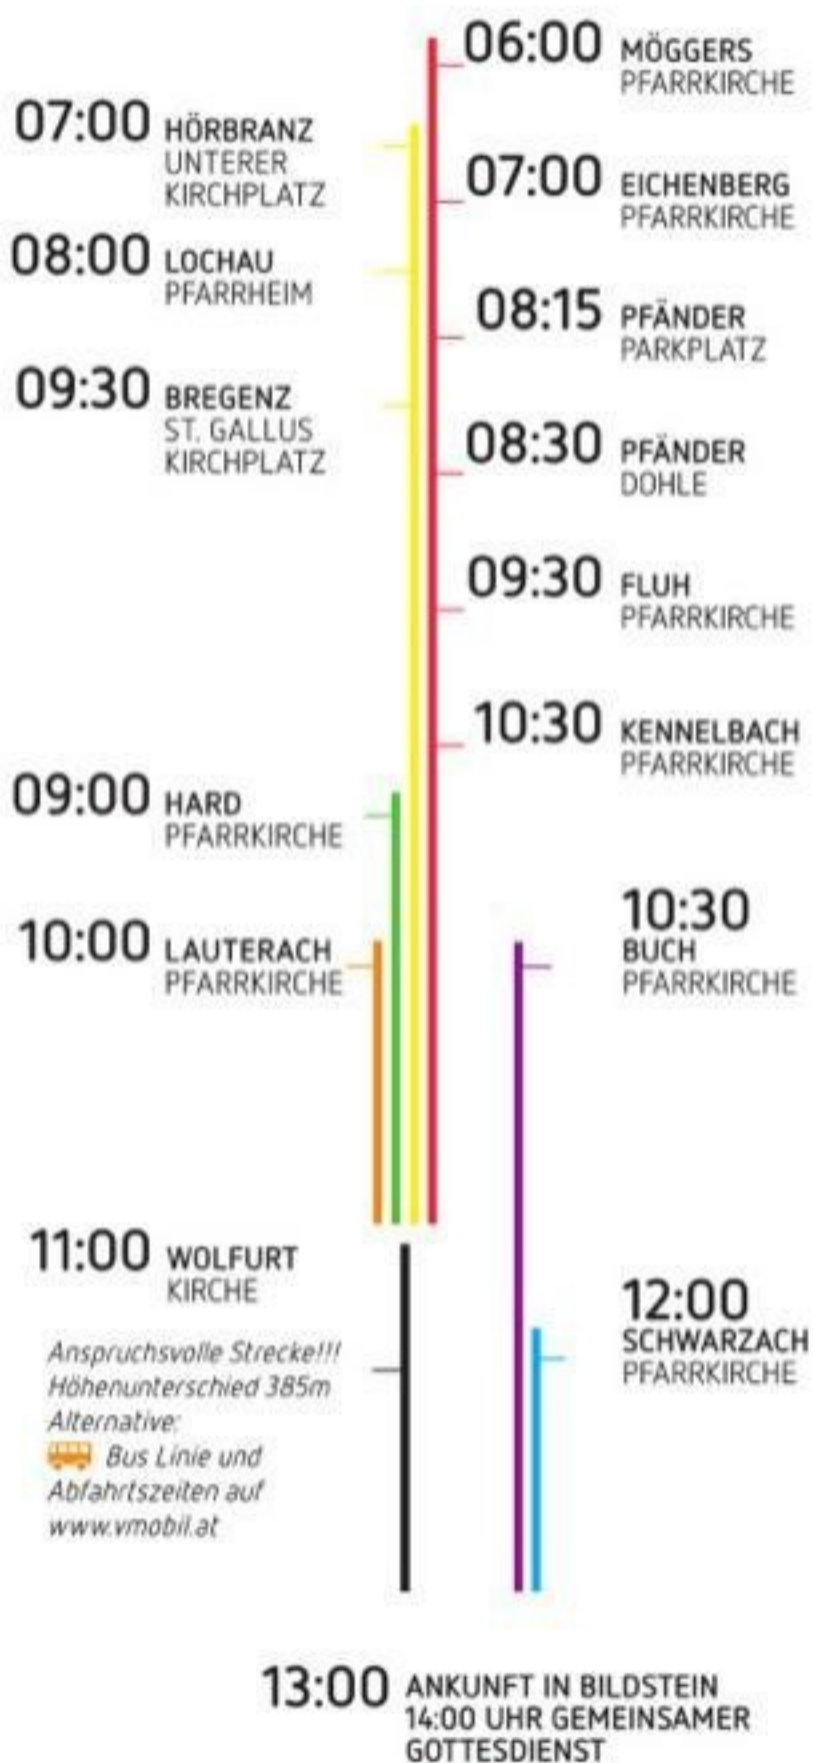 06:00 MÖGGERS
PFARRKIRCHE
07:00 HÖRBRANZ
UNTERER
KIRCHPLATZ
07:00 EICHENBERG
PFARRKIRCHE
08:00 LOCHAU
PFARRHEIM
08:15 PFÄNDER
PARKPLATZ
09:30 BREGENZ
ST. GALLUS
KIRCHPLATZ
08:30 PFÄNDER
DOHLE
09:30 FLUH
PFARRKIRCHE
10:30 KENNELBACH
PFARRKIRCHE
09:00 HARD
PFARRKIRCHE
10:30
BUCH
PFARRKIRCHE
10:00 LAUTERACH
PFARRKIRCHE
11:00 WOLFURT
KIRCHE
Anspruchsvolle Strecke!!!
Höhenunterschied 385m
Alternative:
Bus Linie und
Abfahrtszeiten auf
www.vmobil.at
12:00
SCHWARZACH
PFARRKIRCHE
13:00 ANKUNFT IN BILDSTEIN
14:00 UHR GEMEINSAMER
GOTTESDIENST